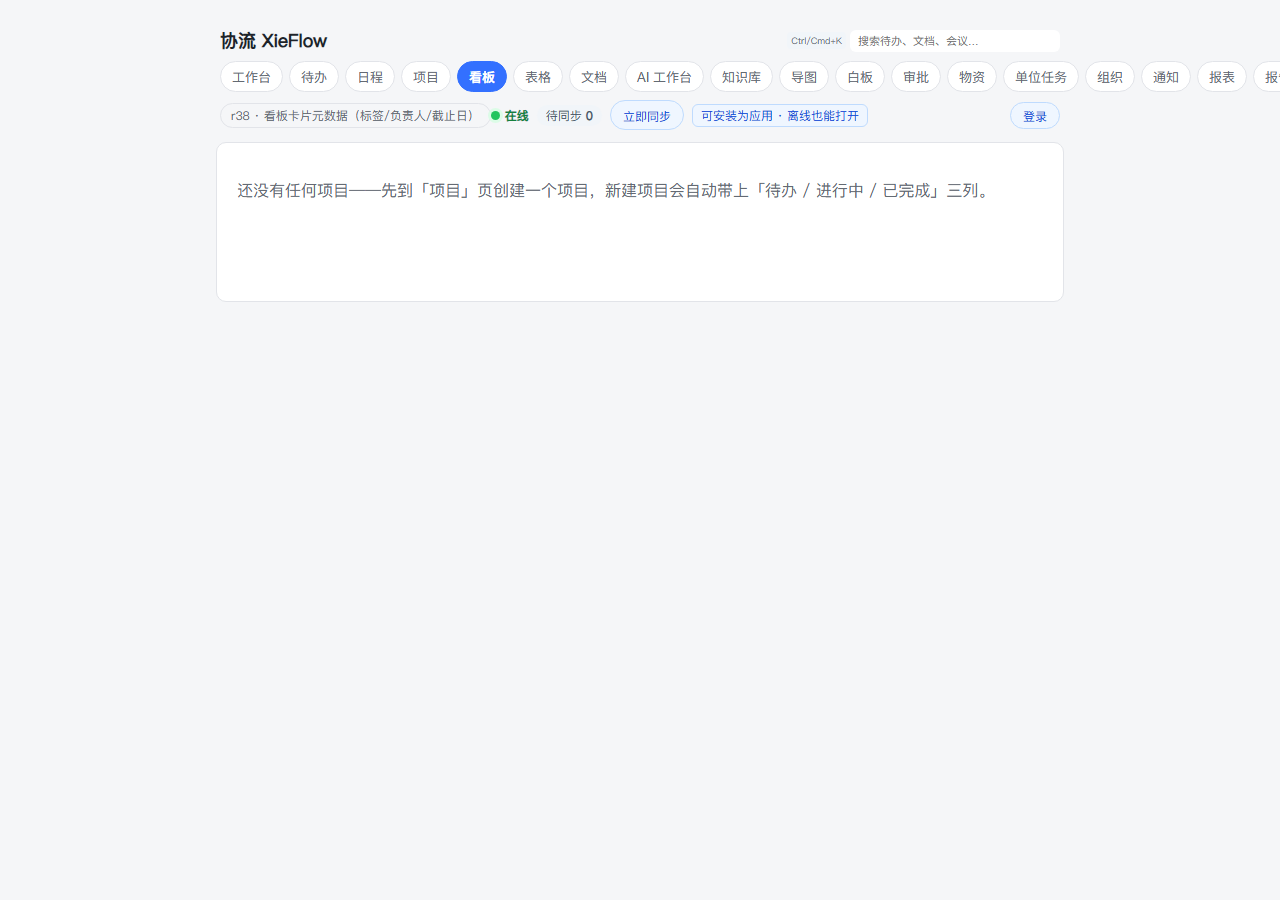 协流 XieFlow
Ctrl/Cmd+K 搜索待办、文档、会议...
工作台 待办 日程 项目 看板 表格 文档 AI 工作台 知识库 导图 白板 审批 物资 单位任务 组织 通知 报表
r38 · 看板卡片元数据（标签/负责人/截止日） 在线 待同步 0 立即同步 可安装为应用 · 离线也能打开 登录
还没有任何项目——先到「项目」页创建一个项目，新建项目会自动带上「待办 / 进行中 / 已完成」三列。